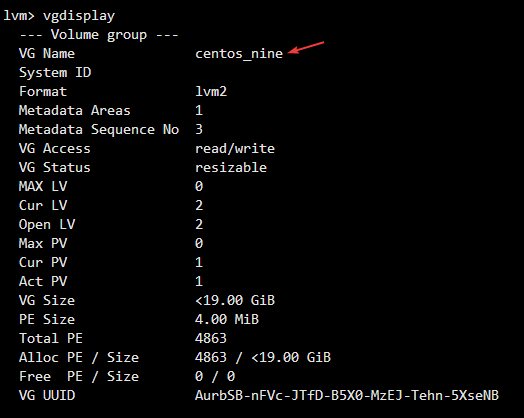 lvm> vgdisplay
--- Volume group ---
VG Name centos_nine
System ID
Format lvm2
Metadata Areas 1
Metadata Sequence No 3
VG Access read/write
VG Status resizable
MAX LV 0
Cur LV 2
Open LV 2
Max PV 0
Cur PV 1
Act PV 1
VG Size <19.00 GiB
PE Size 4.00 MiB
Total PE 4863
Alloc PE / Size 4863 / <19.00 GiB
Free  PE / Size 0 / 0
VG UUID AurbSB-nFVc-JTfD-B5X0-MzEJ-Tehn-5XseNB